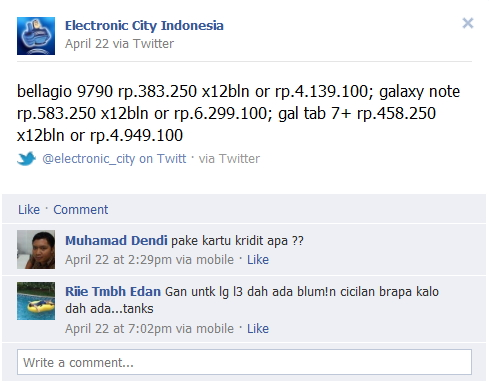 Electronic City Indonesia
April 22 via Twitter
bellagio 9790 rp.383.250 x12bln or rp.4.139.100; galaxy note
rp.583.250 x12bln or rp.6.299.100; gal tab 7+ rp.458.250
x12bln or rp.4.949.100
@electronic_city on Twitt · via Twitter
Like · Comment
Muhamad Dendi pake kartu kridit apa ??
April 22 at 2:29pm via mobile · Like
Riie Tmbh Edan Gan untk lg l3 dah ada blum!n cicilan brapa kalo
dah ada...tanks
April 22 at 7:02pm via mobile · Like
Write a comment...